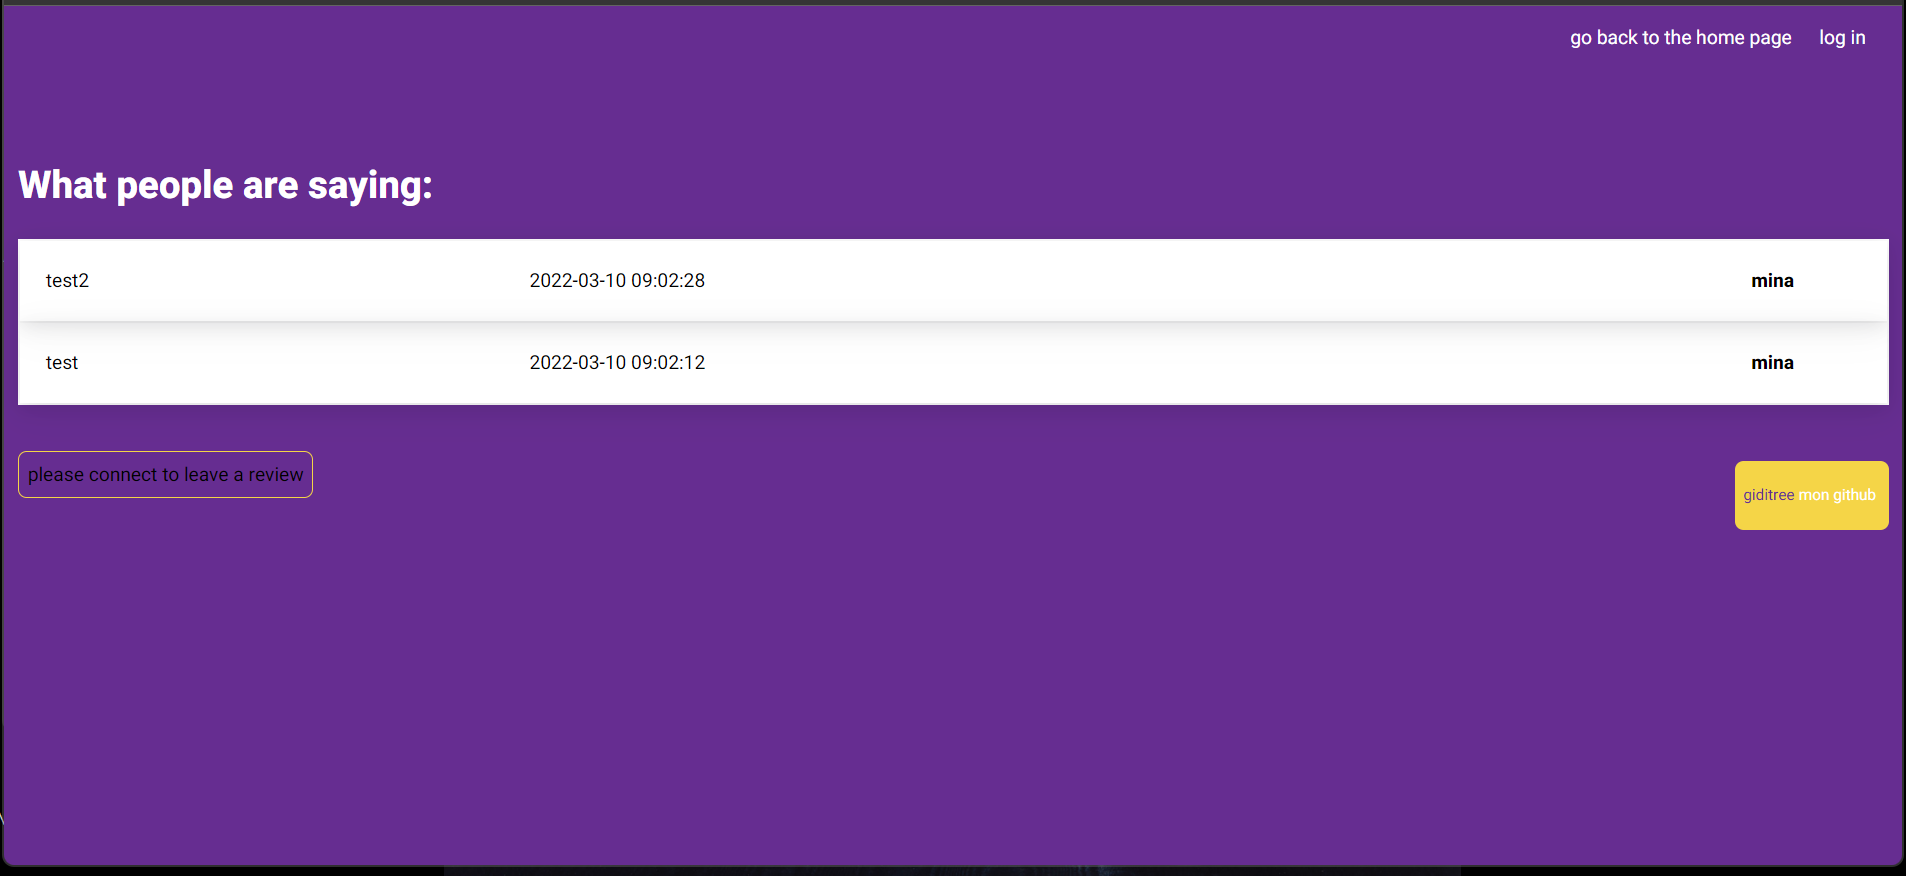 go back to the home page log in
What people are saying:
test2 2022-03-10 09:02:28 mina
test 2022-03-10 09:02:12 mina
please connect to leave a review
giditree mon github